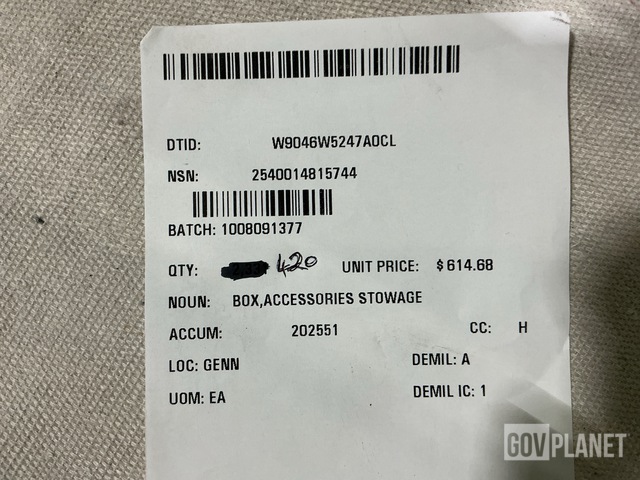 DTID: W9046W5247A0CL
NSN: 2540014815744
BATCH: 1008091377
QTY: 420 UNIT PRICE: $ 614.68
NOUN: BOX,ACCESSORIES STOWAGE
ACCUM: 202551 CC: H
LOC: GENN DEMIL: A
UOM: EA DEMIL IC: 1
GOVPLANET